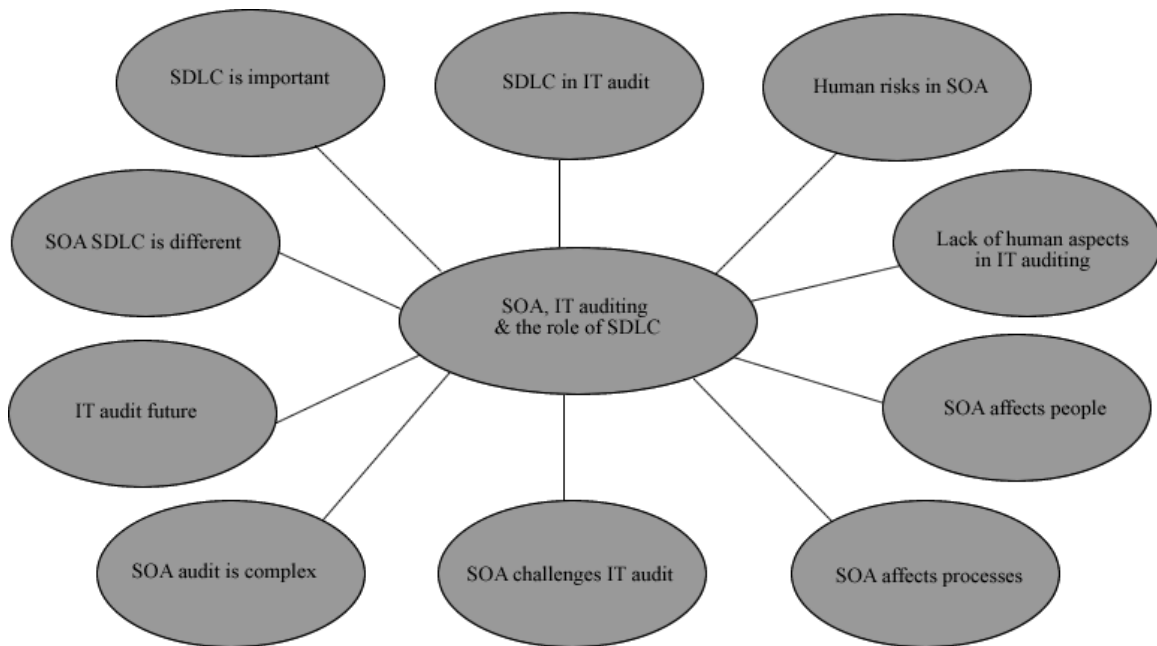 SDLC is important
SDLC in IT audit
Human risks in SOA
SOA SDLC is different
Lack of human aspects
in IT auditing
SOA, IT auditing
& the role of SDLC
IT audit future
SOA affects people
SOA audit is complex
SOA challenges IT audit
SOA affects processes